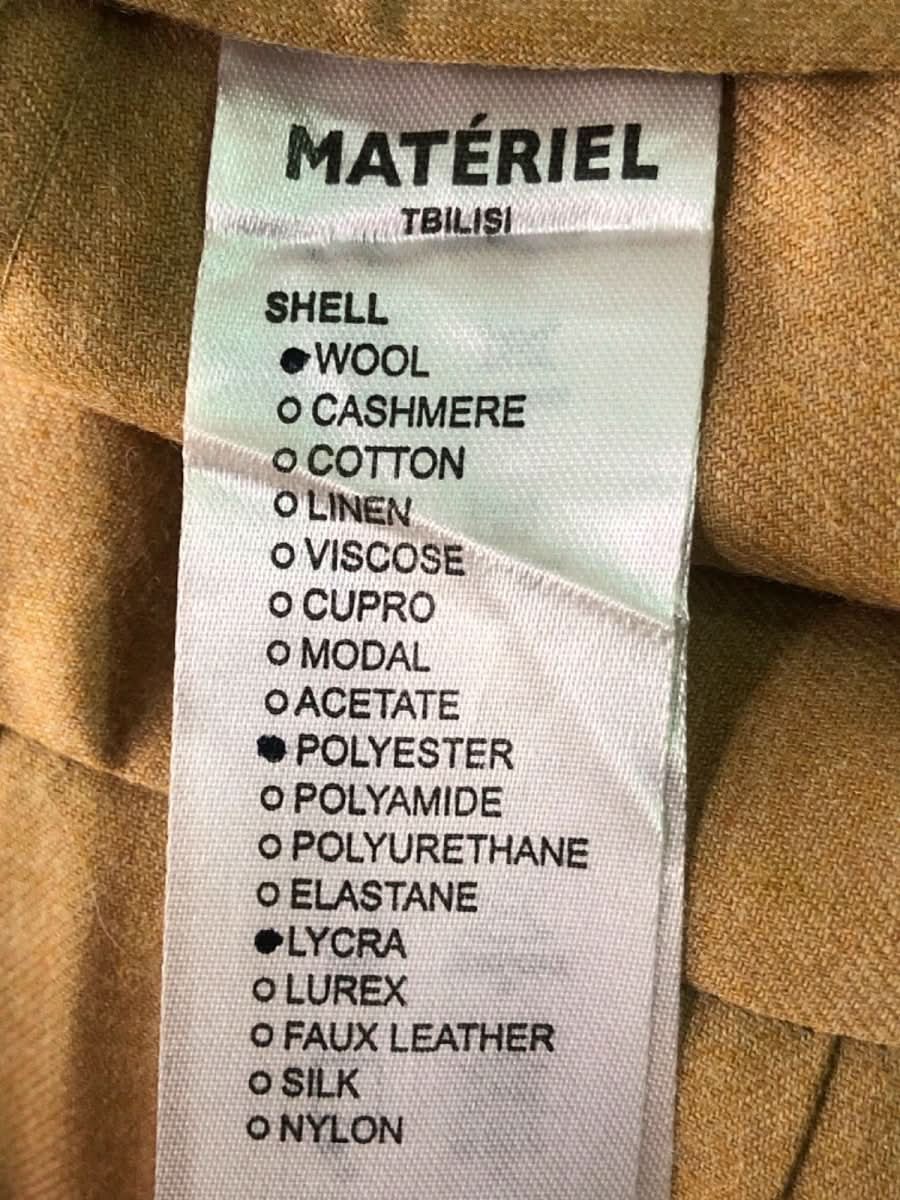 MATÉRIEL
TBILISI
SHELL
● WOOL
○ CASHMERE
○ COTTON
○ LINEN
○ VISCOSE
○ CUPRO
○ MODAL
○ ACETATE
● POLYESTER
○ POLYAMIDE
○ POLYURETHANE
○ ELASTANE
● LYCRA
○ LUREX
○ FAUX LEATHER
○ SILK
○ NYLON